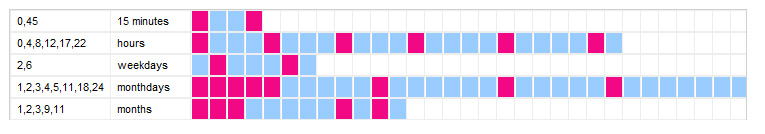 0,45 15 minutes
0,4,8,12,17,22 hours
2,6 weekdays
1,2,3,4,5,11,18,24 monthdays
1,2,3,9,11 months